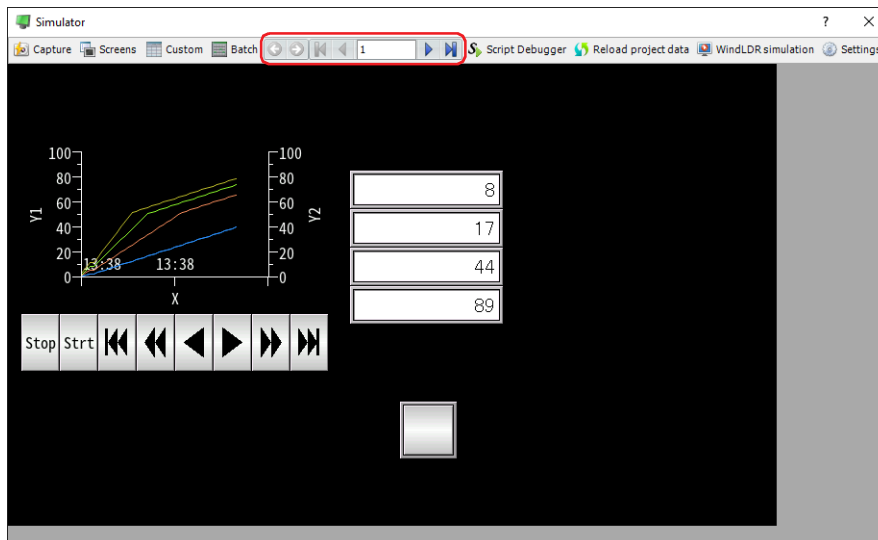 Simulator
? 
Capture Screens Custom Batch 1 Script Debugger Reload project data WindLDR simulation Settings
100 100
80 80
60 60
Y1 Y2
40 40
20 20
13:38 13:38
0 0
X
8
17
44
89
Stop Strt